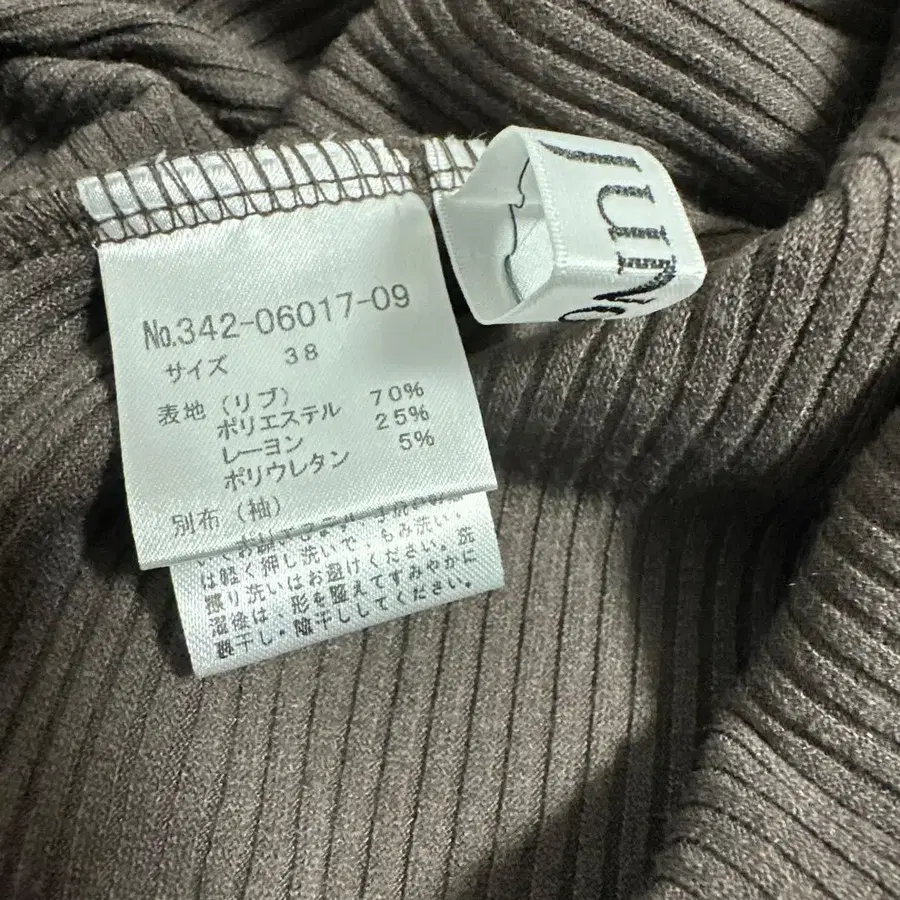 No.342-06017-09
サイズ 38
表地 (リブ)
ポリエステル 70%
レーヨン 25%
ポリウレタン 5%
別布 (袖)
は軽く押し洗いで、もみ洗い、
擦り洗いはお避けください。洗
濯後は、形を整えてすみやかに
陰干ししてください。